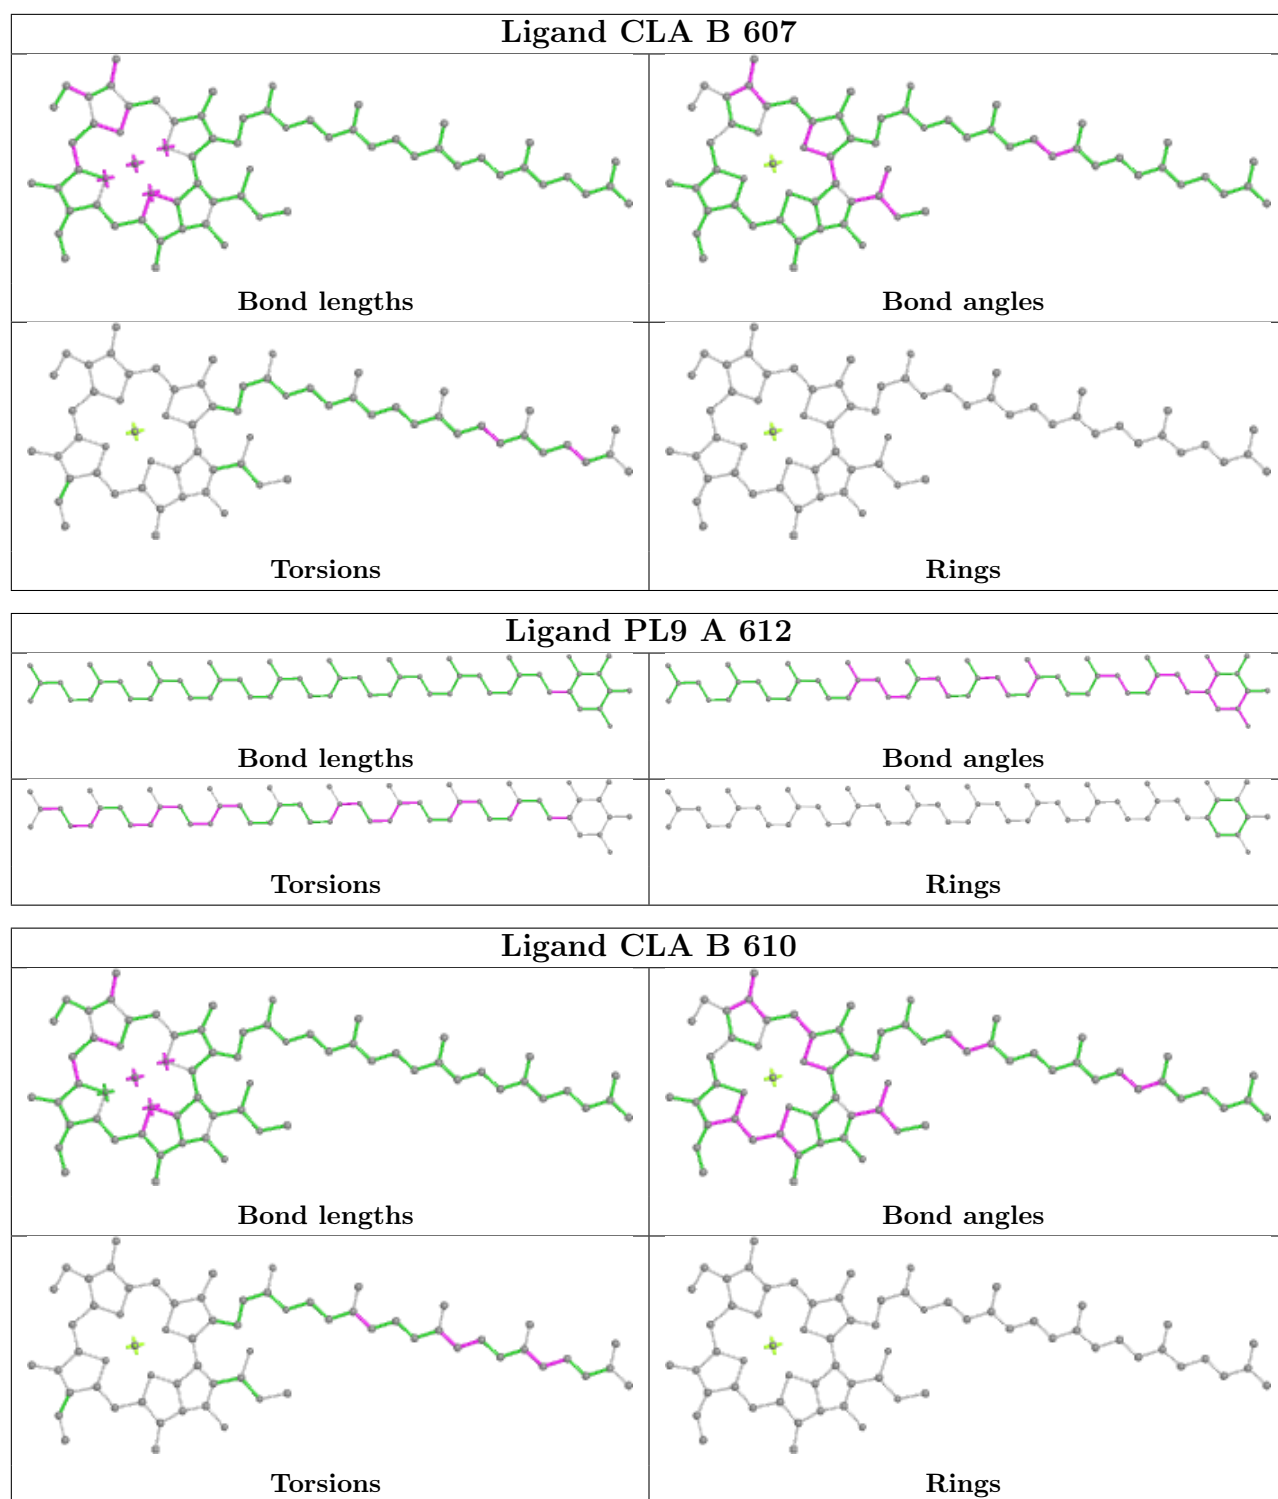 Ligand CLA B 607
Bond lengths Bond angles
Torsions Rings
Ligand PL9 A 612
Bond lengths Bond angles
Torsions Rings
Ligand CLA B 610
Bond lengths Bond angles
Torsions Rings